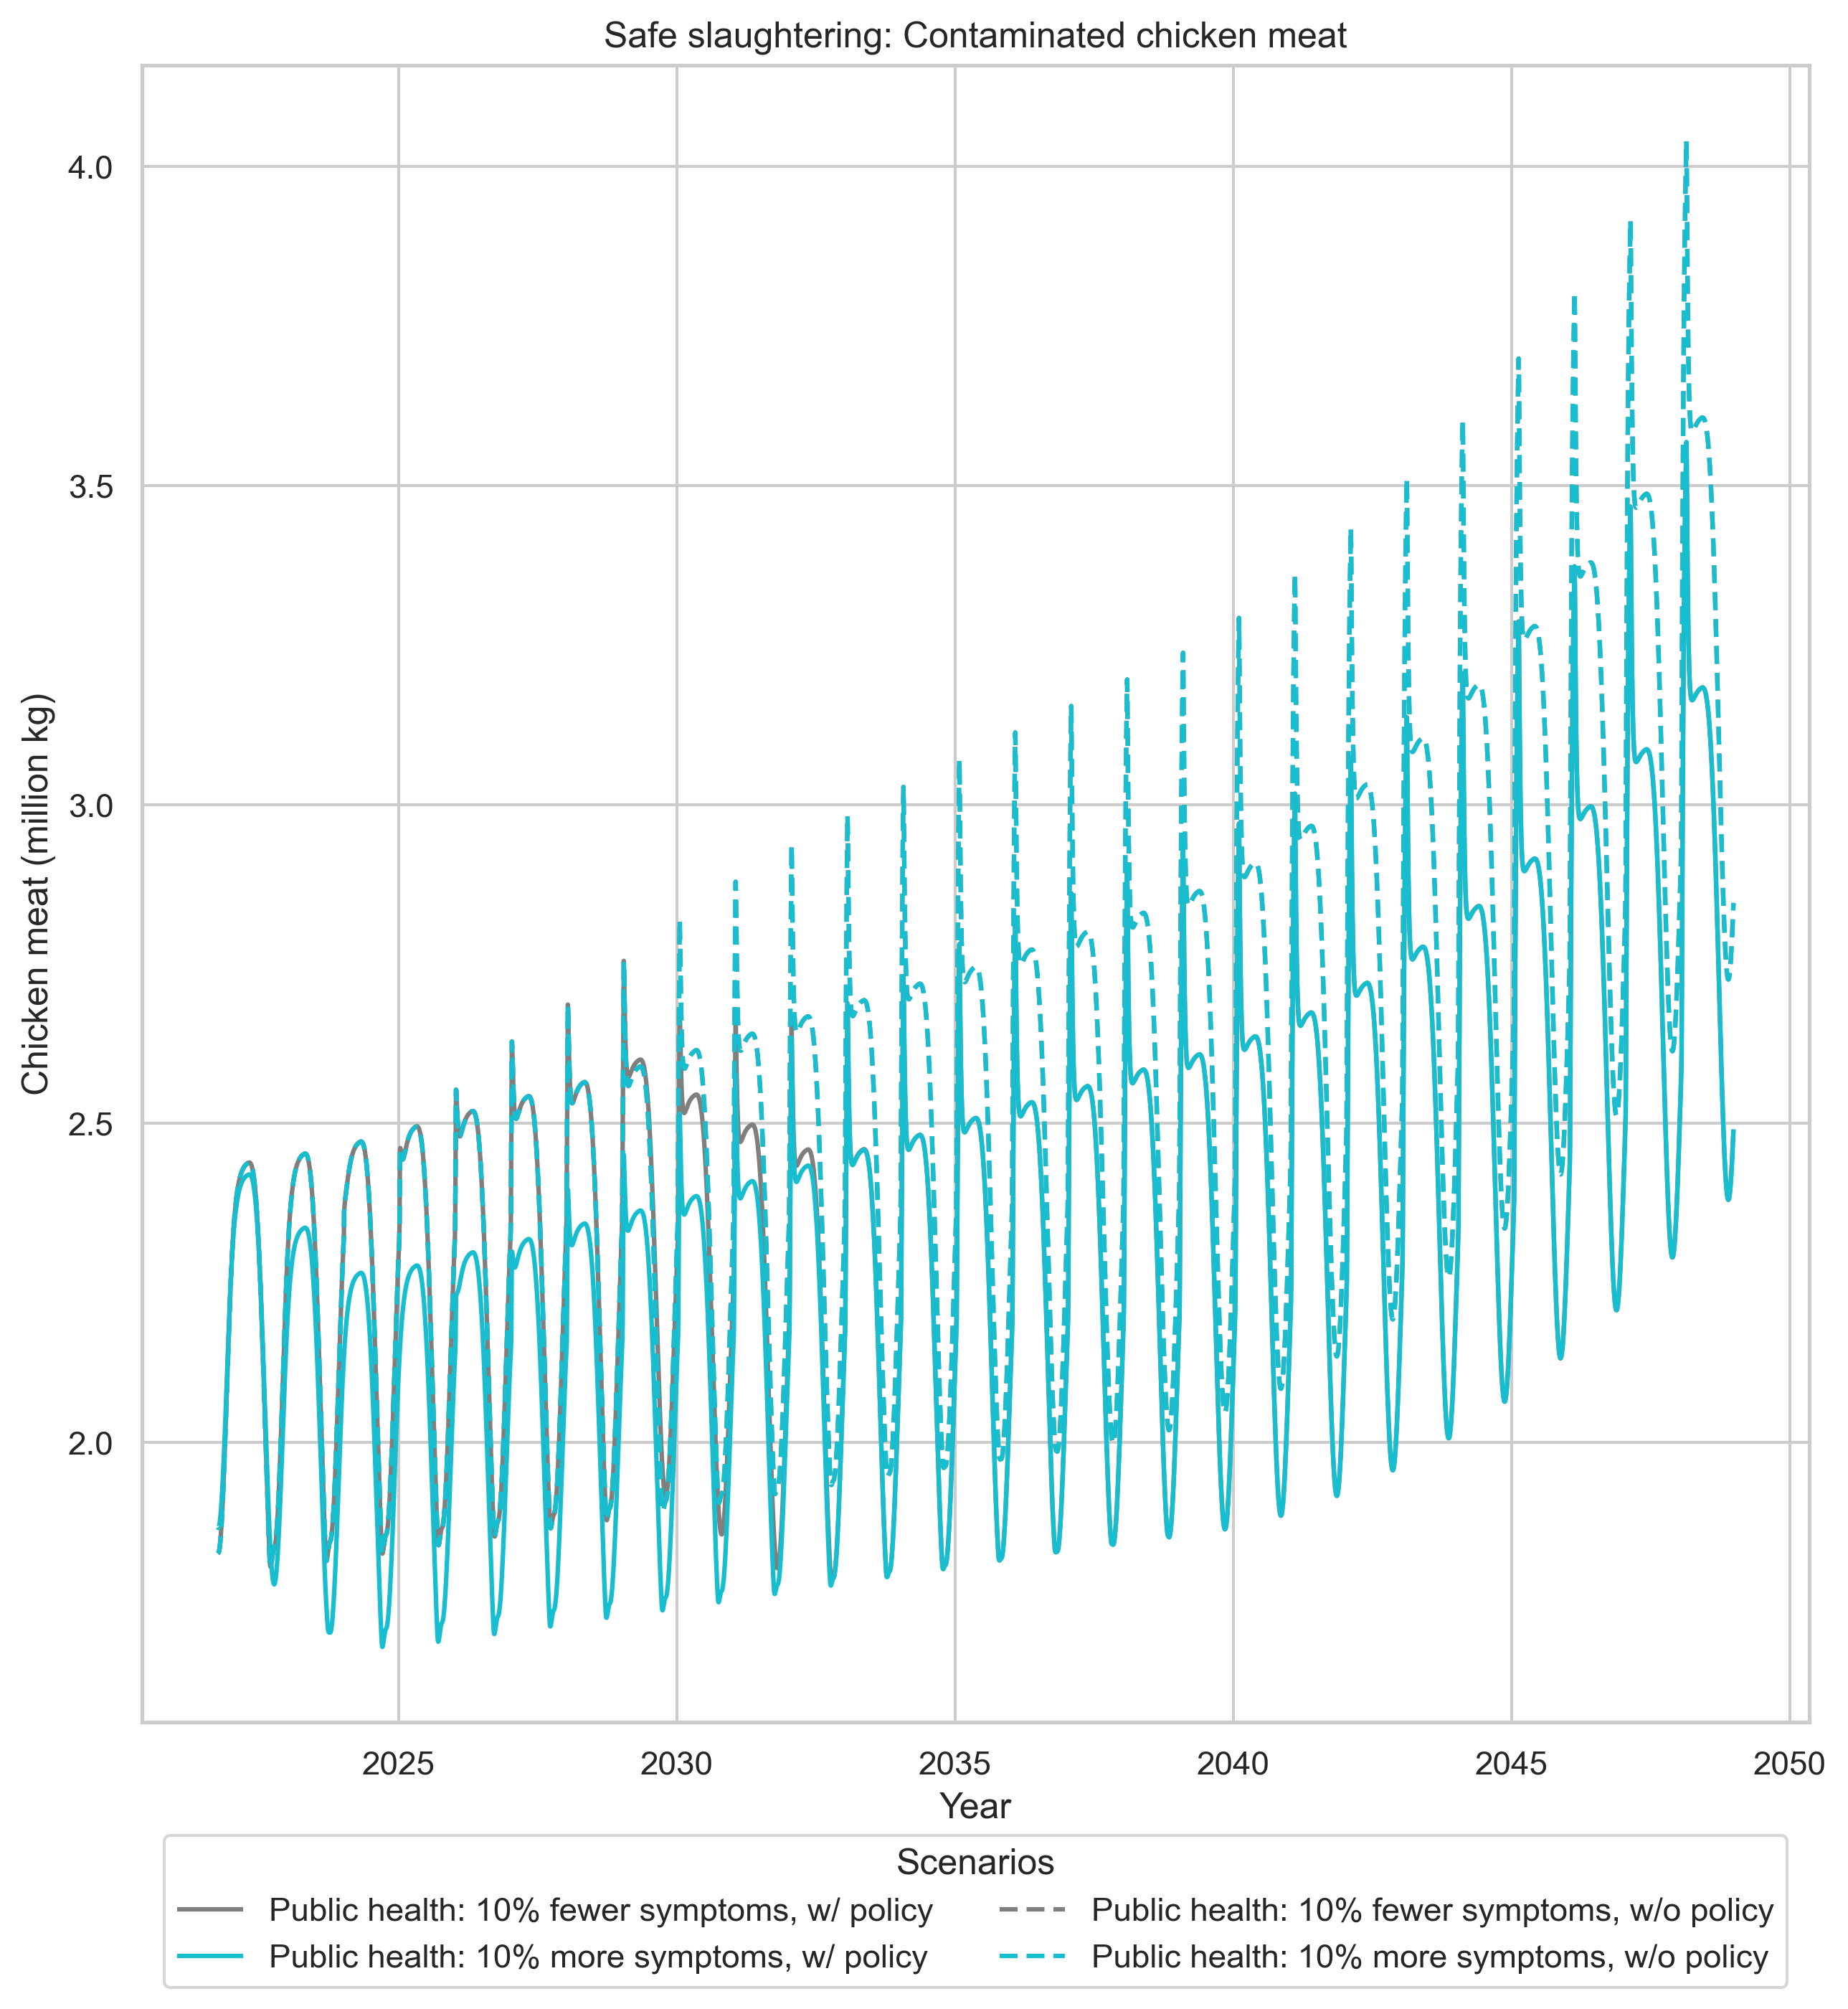 Safe slaughtering: Contaminated chicken meat
4.0
3.5
3.0
2.5
2.0
Chicken meat (million kg)
2025 2030 2035 2040 2045 2050
Year
Scenarios
Public health: 10% fewer symptoms, w/ policy
Public health: 10% more symptoms, w/ policy
Public health: 10% fewer symptoms, w/o policy
Public health: 10% more symptoms, w/o policy